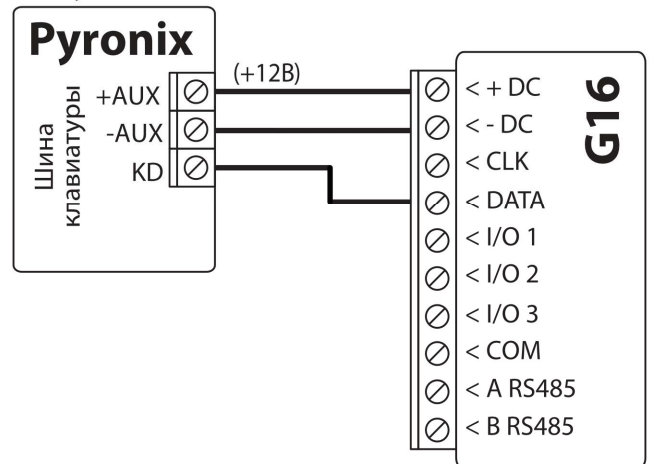 Pyronix
Шина
клавиатуры
+AUX
-AUX
KD
(+12В)
G16
< + DC
< - DC
< CLK
< DATA
< I/O 1
< I/O 2
< I/O 3
< COM
< A RS485
< B RS485